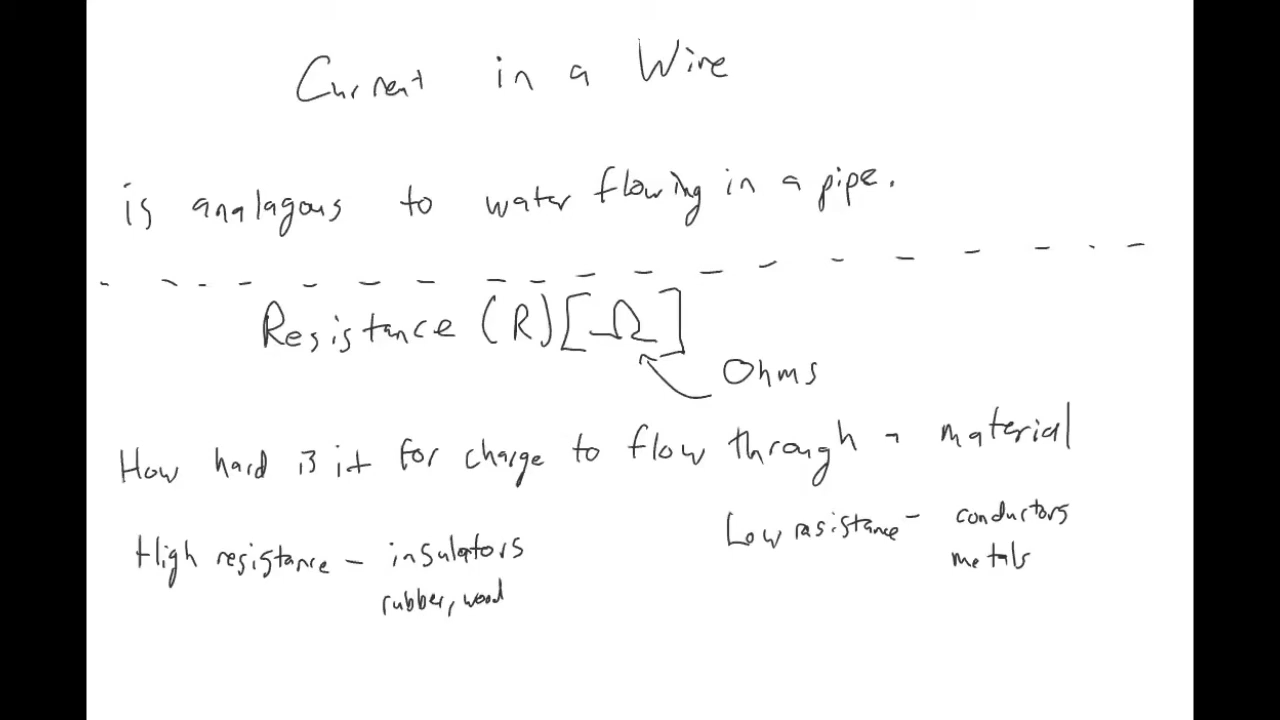 Current in a Wire
is analagous to water flowing in a pipe.
Resistance (R) [Ω]
Ohms
How hard is it for charge to flow through a material
High resistance - insulators
rubber, wood
Low resistance - conductors
metals